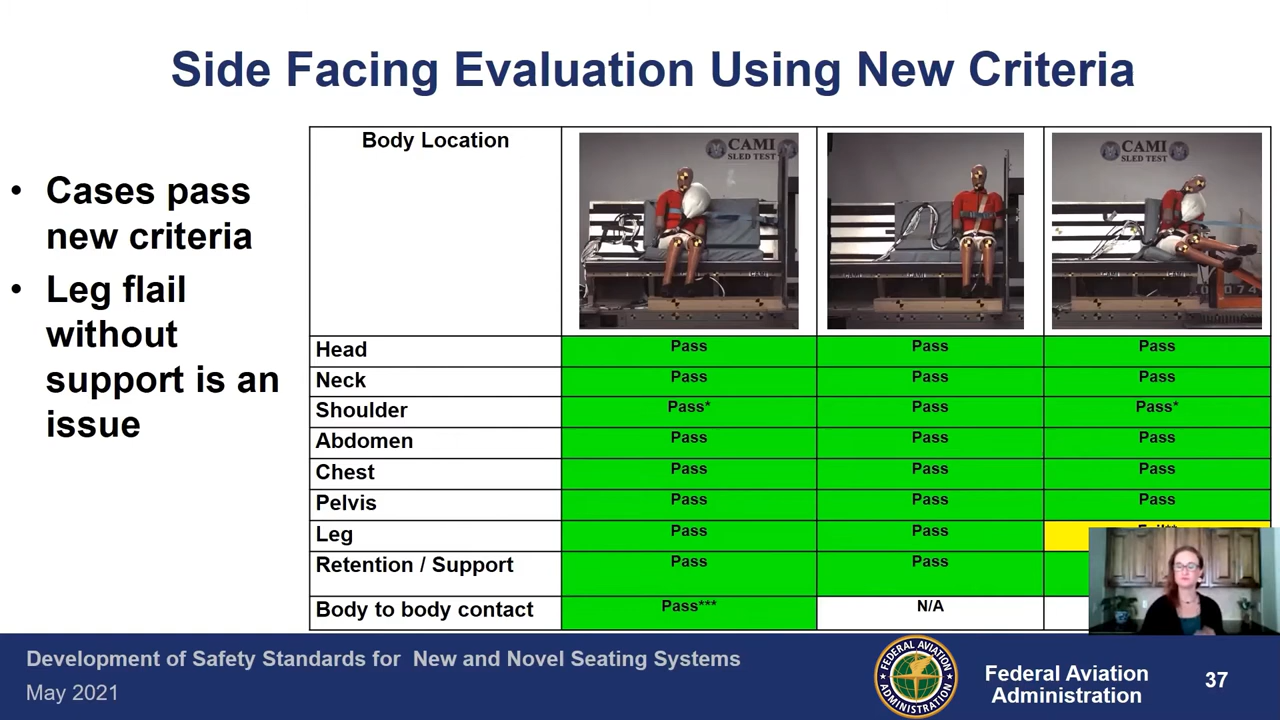 Side Facing Evaluation Using New Criteria
• Cases pass
new criteria
• Leg flail
without
support is an
issue
Body Location
CAMI
SLED TEST
CAMI
SLED TEST
Head Pass Pass Pass
Neck Pass Pass Pass
Shoulder Pass* Pass Pass*
Abdomen Pass Pass Pass
Chest Pass Pass Pass
Pelvis Pass Pass Pass
Leg Pass Pass
Retention / Support Pass Pass
Body to body contact Pass*** N/A
Development of Safety Standards for New and Novel Seating Systems
May 2021
FEDERAL AVIATION
ADMINISTRATION
Federal Aviation
Administration
37